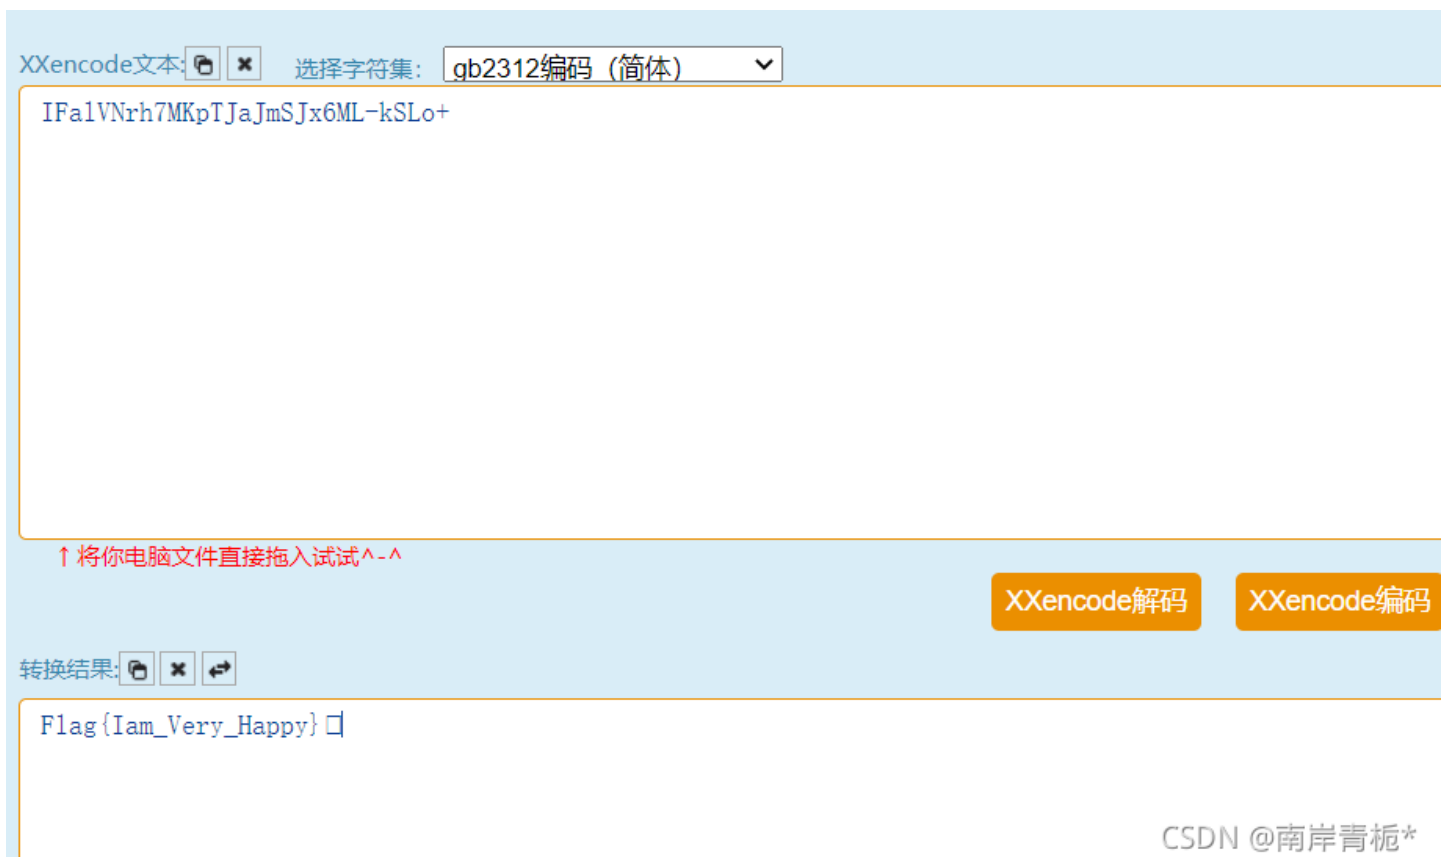 XXencode文本:
选择字符集：
gb2312编码（简体）
IFalVNrh7MKpTJaJmSJx6ML-kSLo+
↑将你电脑文件直接拖入试试^-^
XXencode解码
XXencode编码
转换结果:
Flag{Iam_Very_Happy}□
CSDN @南岸青栀*